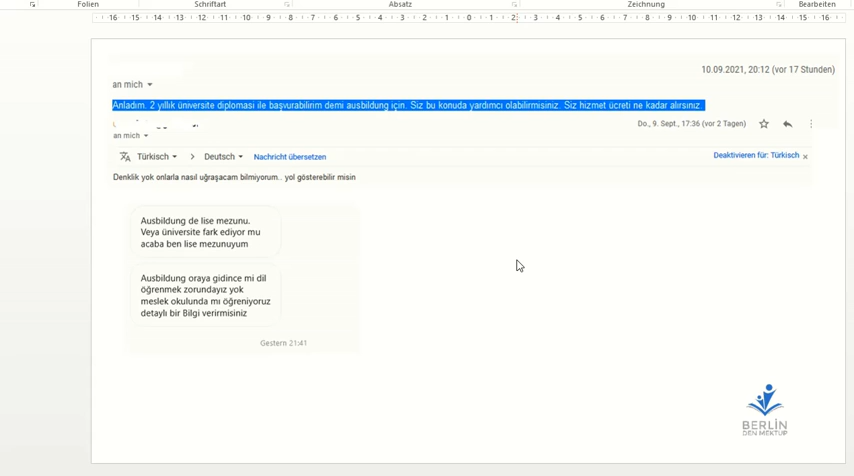 Folien Schriftart Absatz Zeichnung Bearbeiten
16 15 14 13 12 11 10 9 8 7 6 5 4 3 2 1 0 1 2 3 4 5 6 7 8 9 10 11 12 13 14 15 16
10.09.2021, 20:12 (vor 17 Stunden)
an mich
Anladım. 2 yıllık üniversite diploması ile başvurabilirim demi ausbildung için. Siz bu konuda yardımcı olabilirmisiniz. Siz hizmet ücreti ne kadar alırsınız.
Do., 9. Sept., 17:36 (vor 2 Tagen)
an mich
Türkisch > Deutsch Nachricht übersetzen Deaktivieren für: Türkisch x
Denklik yok onlarla nasıl uğraşacam bilmiyorum.. yol gösterebilir misin
Ausbildung de lise mezunu.
Veya üniversite fark ediyor mu
acaba ben lise mezunuyum
Ausbildung oraya gidince mi dil
öğrenmek zorundayız yok
meslek okulunda mı öğreniyoruz
detaylı bir Bilgi verirmisiniz
Gestern 21:41
BERLİN
DEN MEKTUP